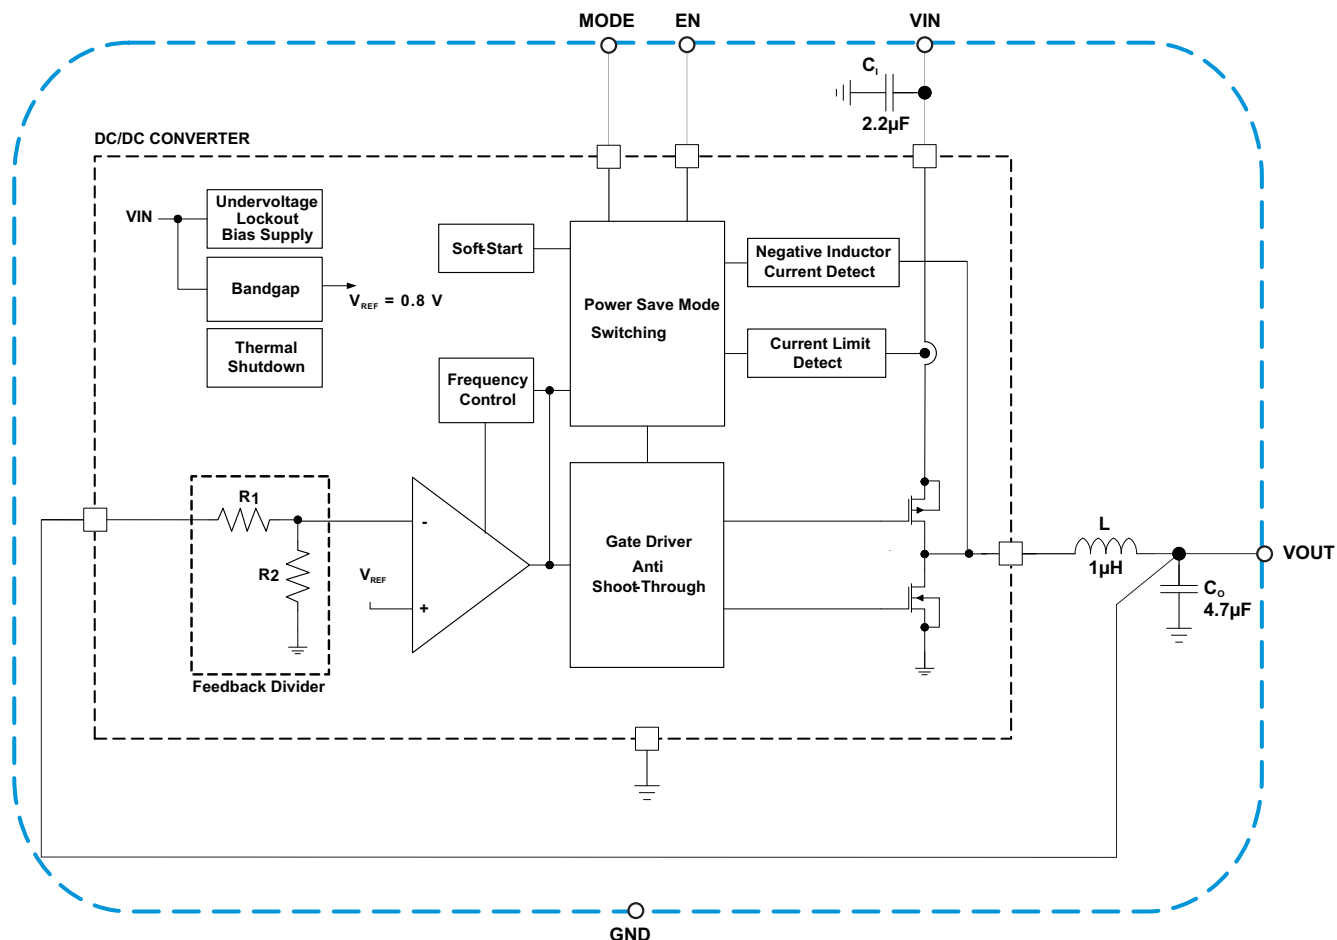 MODE
EN
VIN
CI
2.2µF
DC/DC CONVERTER
VIN
Undervoltage
Lockout
Bias Supply
Bandgap
VREF = 0.8 V
Thermal
Shutdown
Soft-Start
Power Save Mode
Switching
Negative Inductor
Current Detect
Current Limit
Detect
Frequency
Control
R1
R2
VREF
-
+
Feedback Divider
Gate Driver
Anti
Shoot-Through
L
1µH
VOUT
CO
4.7µF
GND